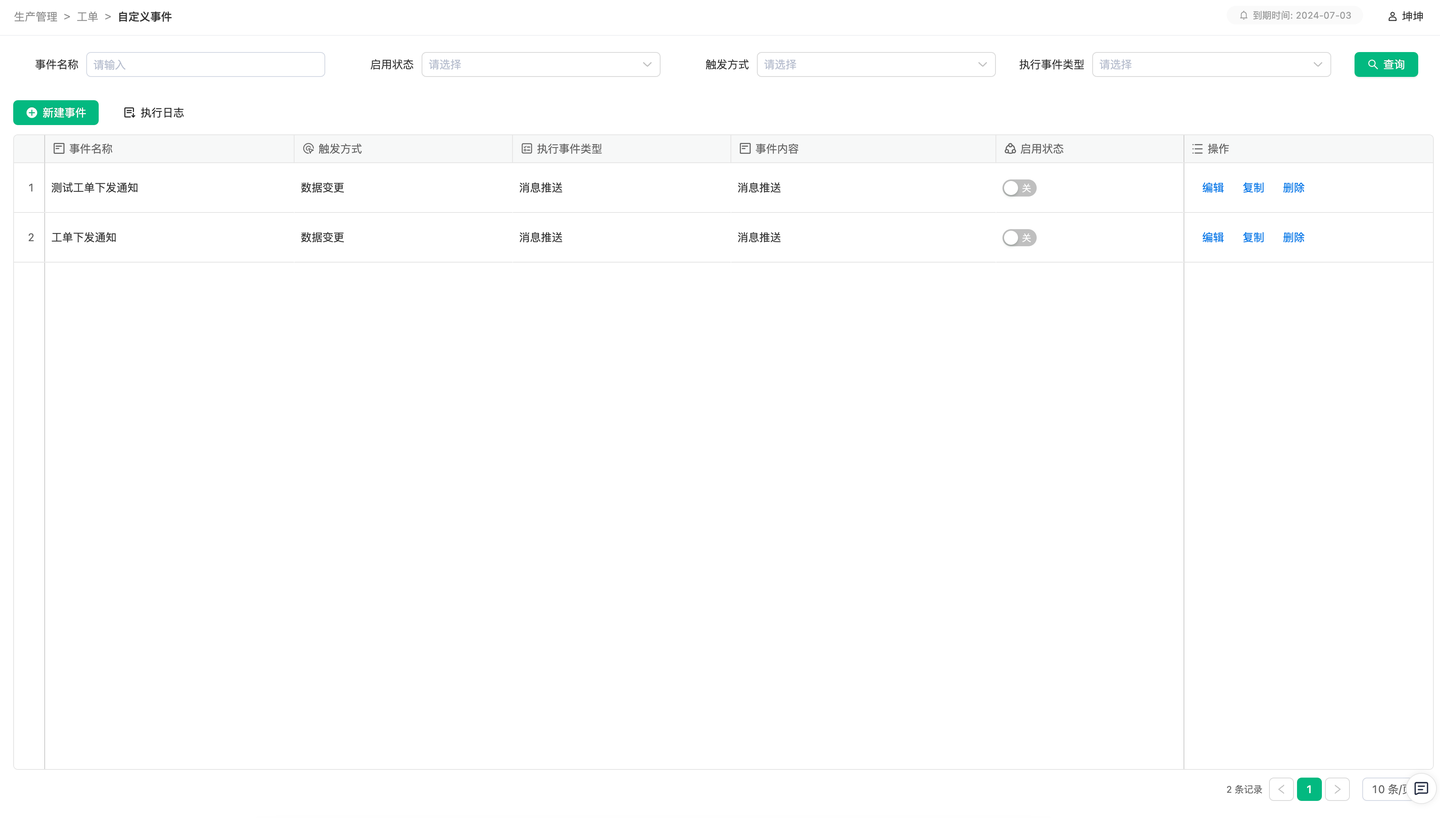 生产管理 > 工单 > 自定义事件 到期时间: 2024-07-03 坤坤
事件名称 请输入 启用状态 请选择 触发方式 请选择 执行事件类型 请选择 查询
新建事件 执行日志
事件名称 触发方式 执行事件类型 事件内容 启用状态 操作
1 测试工单下发通知 数据变更 消息推送 消息推送 关 编辑 复制 删除
2 工单下发通知 数据变更 消息推送 消息推送 关 编辑 复制 删除
2 条记录 < 1 > 10 条/页